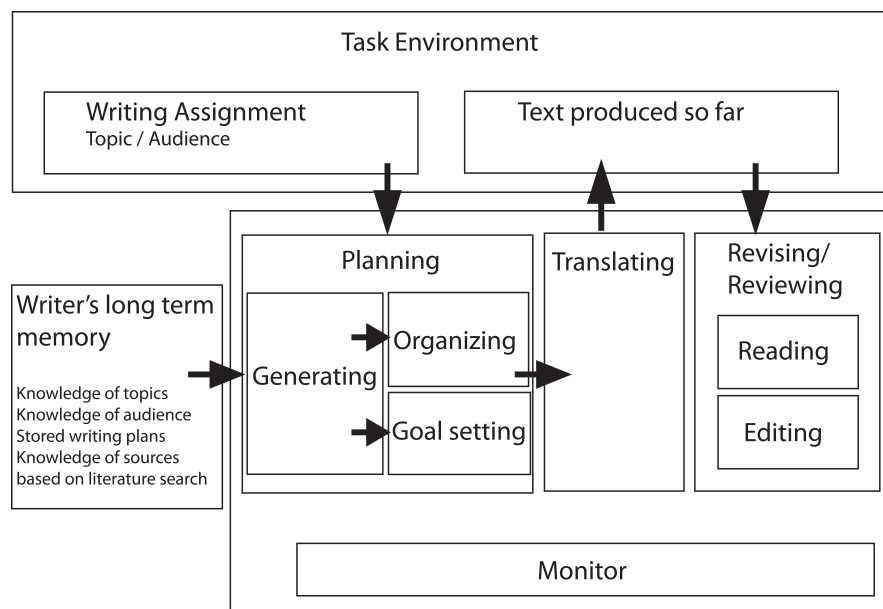 Task Environment
Writing Assignment
Topic / Audience
Text produced so far
Writer’s long term
memory
Knowledge of topics
Knowledge of audience
Stored writing plans
Knowledge of sources
based on literature search
Planning
Generating
Organizing
Goal setting
Translating
Revising/
Reviewing
Reading
Editing
Monitor